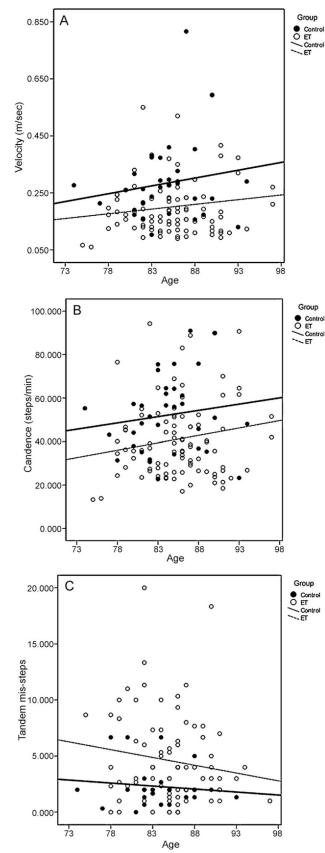 A
Group
Control
ET
Control
ET
Velocity (m/sec)
0.850
0.650
0.450
0.250
0.050
73 78 83 88 93 98
Age
B
Group
Control
ET
Control
ET
Candence (steps/min)
100.000
80.000
60.000
40.000
20.000
0.000
73 78 83 88 93 98
Age
C
Group
Control
ET
Control
ET
Tandem mis-steps
20.000
15.000
10.000
5.000
0.000
73 78 83 88 93 98
Age